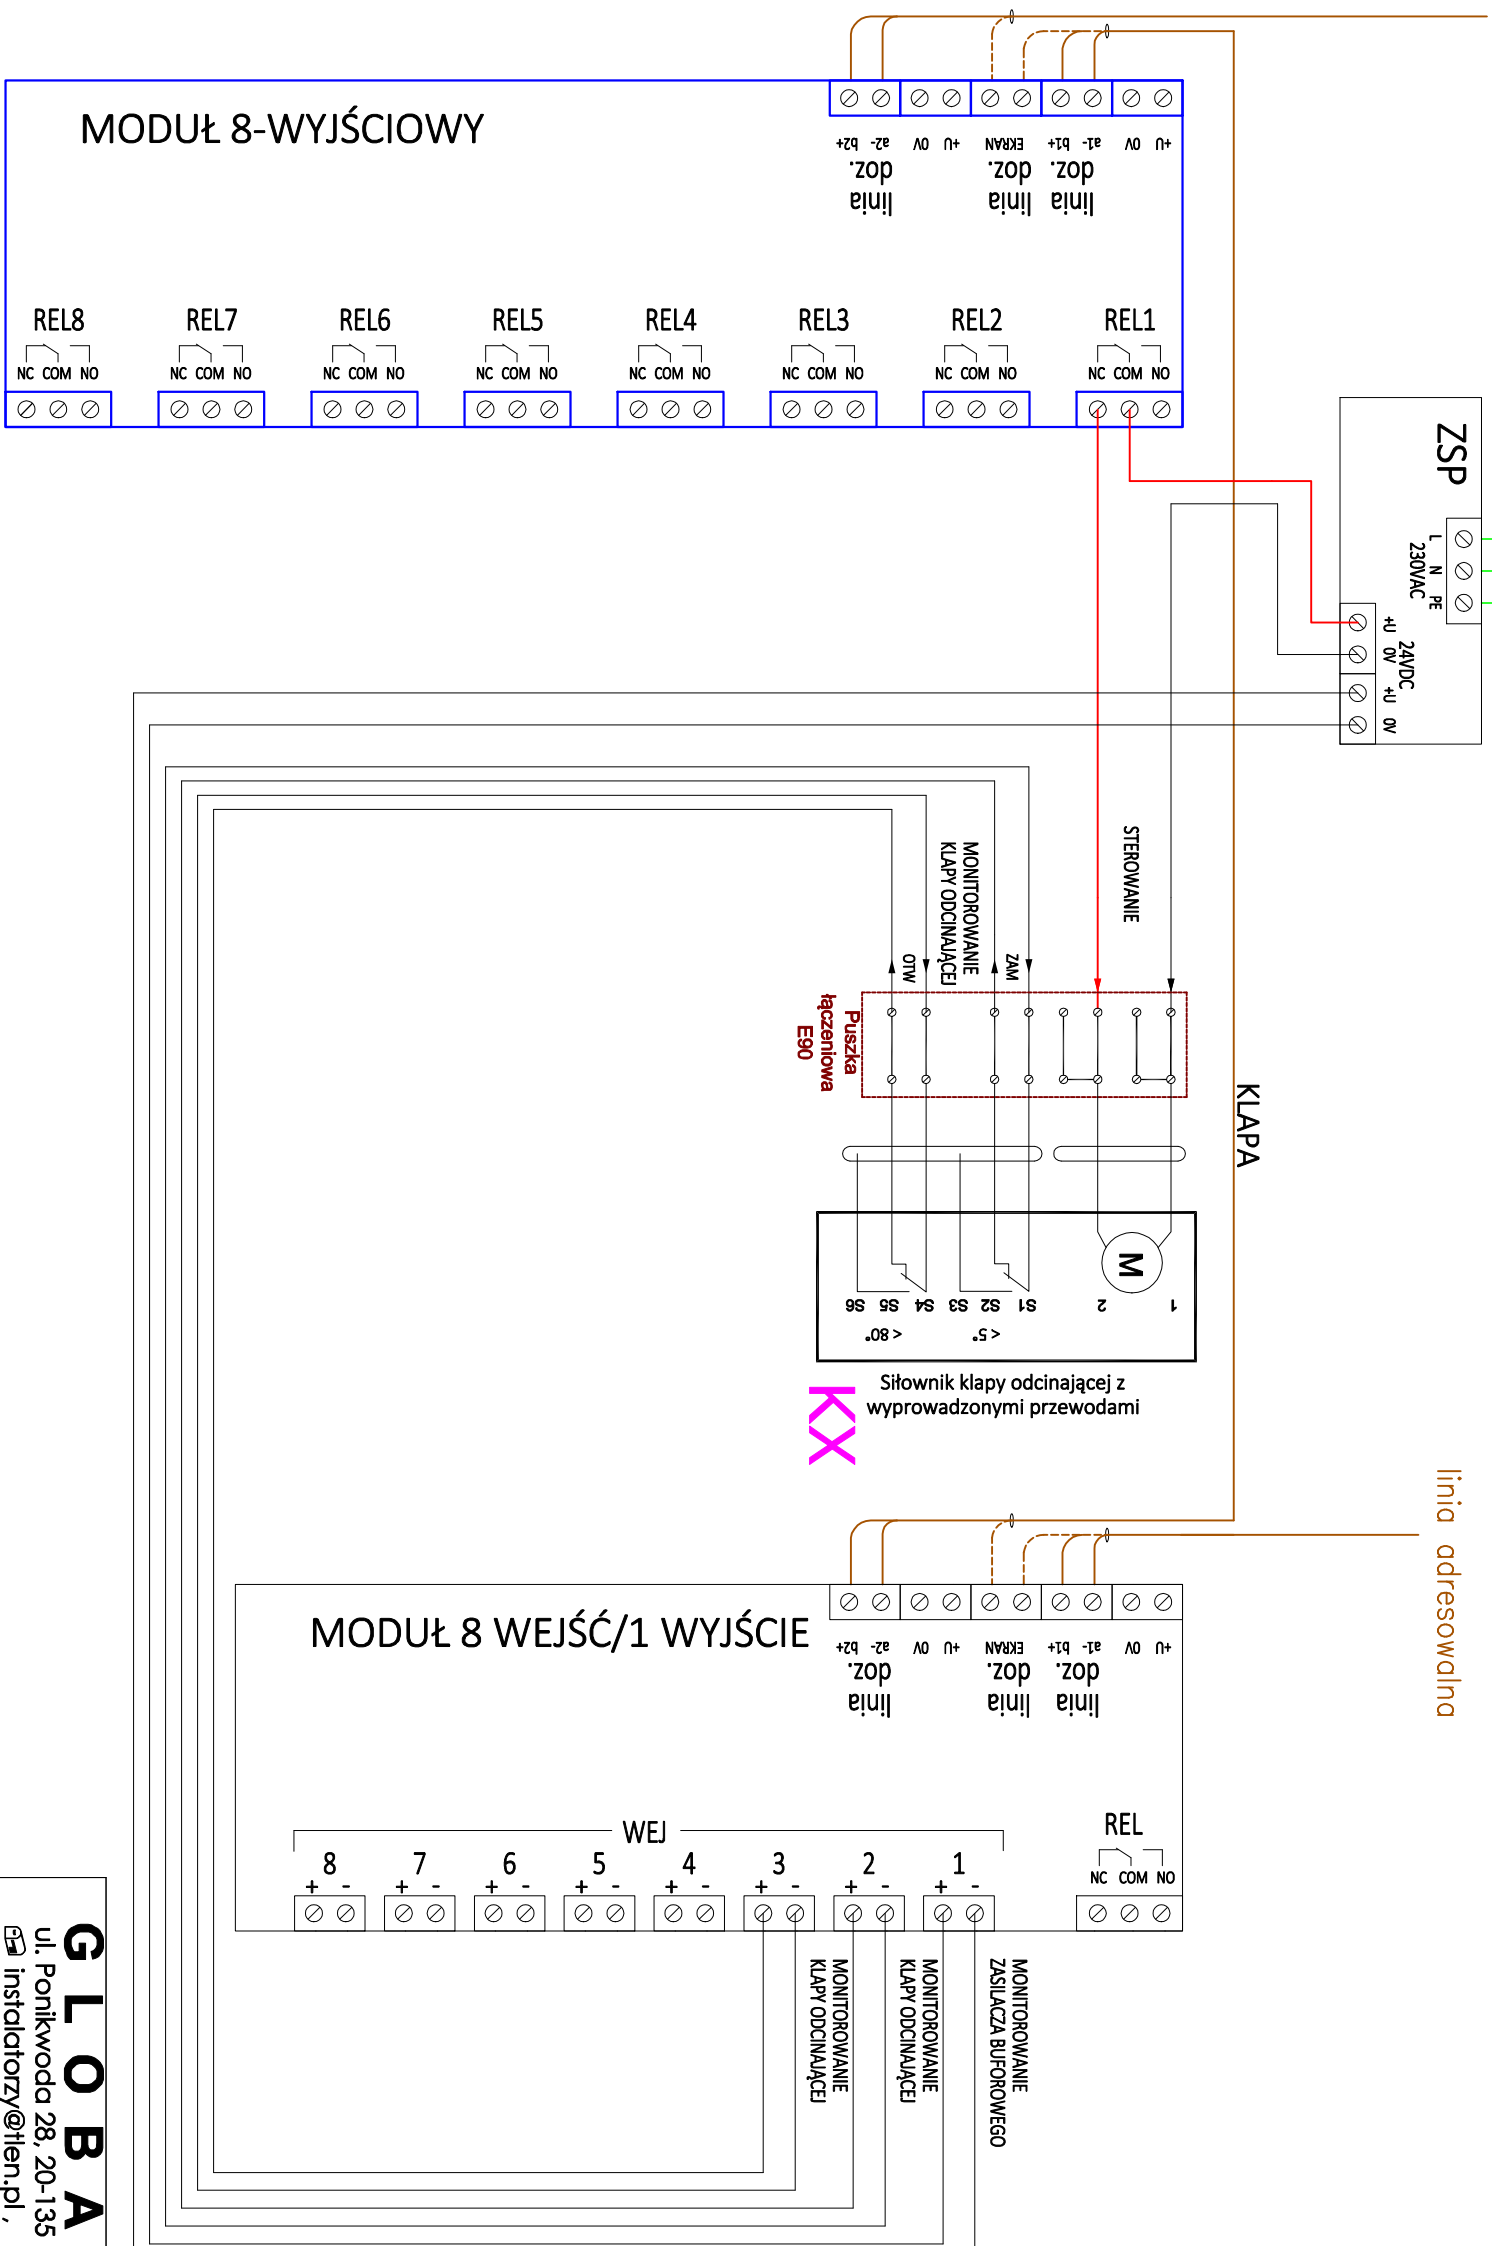 MODUŁ 8-WYJŚCIOWY
b2+ a2- 0V +U EKRAN b1+ a1- 0V +U
linia doz.
linia doz.
linia doz.
REL8 REL7 REL6 REL5 REL4 REL3 REL2 REL1
NC COM NO NC COM NO NC COM NO NC COM NO NC COM NO NC COM NO NC COM NO NC COM NO
ZSP
L N PE
230VAC
24VDC
+U 0V +U 0V
STEROWANIE
MONITOROWANIE
KLAPY ODCINAJĄCEJ
OTW
ZAM
Puszka
łączeniowa
E90
KLAPA
M
S6 S5 S4 S3 S2 S1 2 1
< 80°
< 5°
Siłownik klapy odcinającej z
wyprowadzonymi przewodami
KX
linia adresowalna
MODUŁ 8 WEJŚĆ/1 WYJŚCIE
b2+ a2- 0V +U EKRAN b1+ a1- 0V +U
linia doz.
linia doz.
linia doz.
WEJ
REL
NC COM NO
8 7 6 5 4 3 2 1
+ - + - + - + - + - + - + - + -
MONITOROWANIE
KLAPY ODCINAJĄCEJ
MONITOROWANIE
KLAPY ODCINAJĄCEJ
MONITOROWANIE
ZASILACZA BUFOROWEGO
G L O B A
ul. Ponikwoda 28, 20-135
instalatorzy@tlen.pl ,